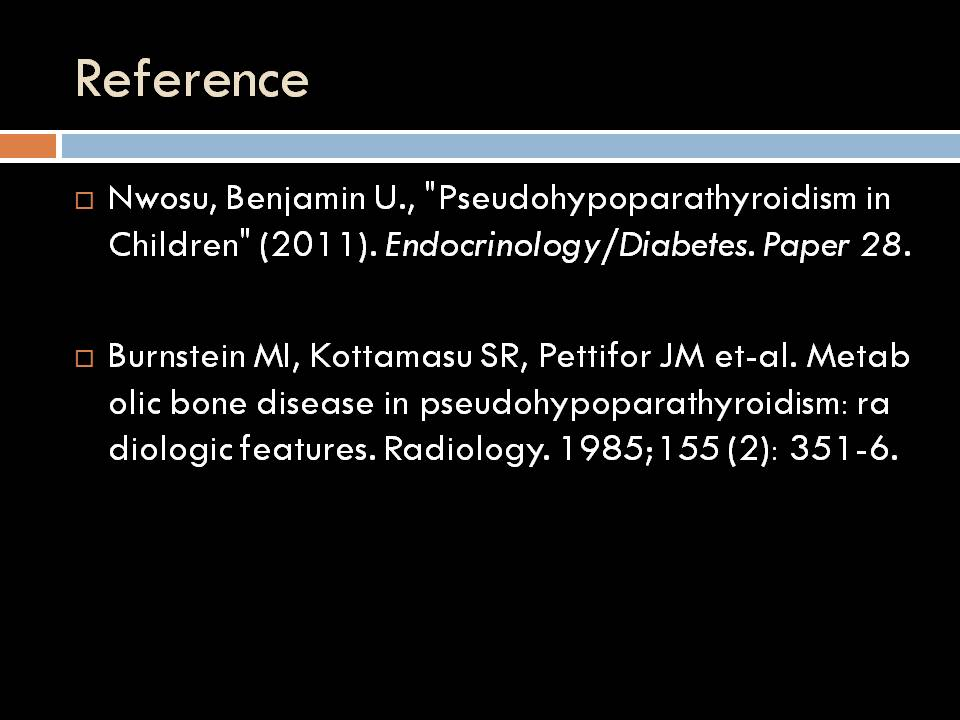 Reference
Nwosu, Benjamin U., "Pseudohypoparathyroidism in
Children" (2011). Endocrinology/Diabetes. Paper 28.
Burnstein MI, Kottamasu SR, Pettifor JM et-al. Metab
olic bone disease in pseudohypoparathyroidism: ra
diologic features. Radiology. 1985;155 (2): 351-6.